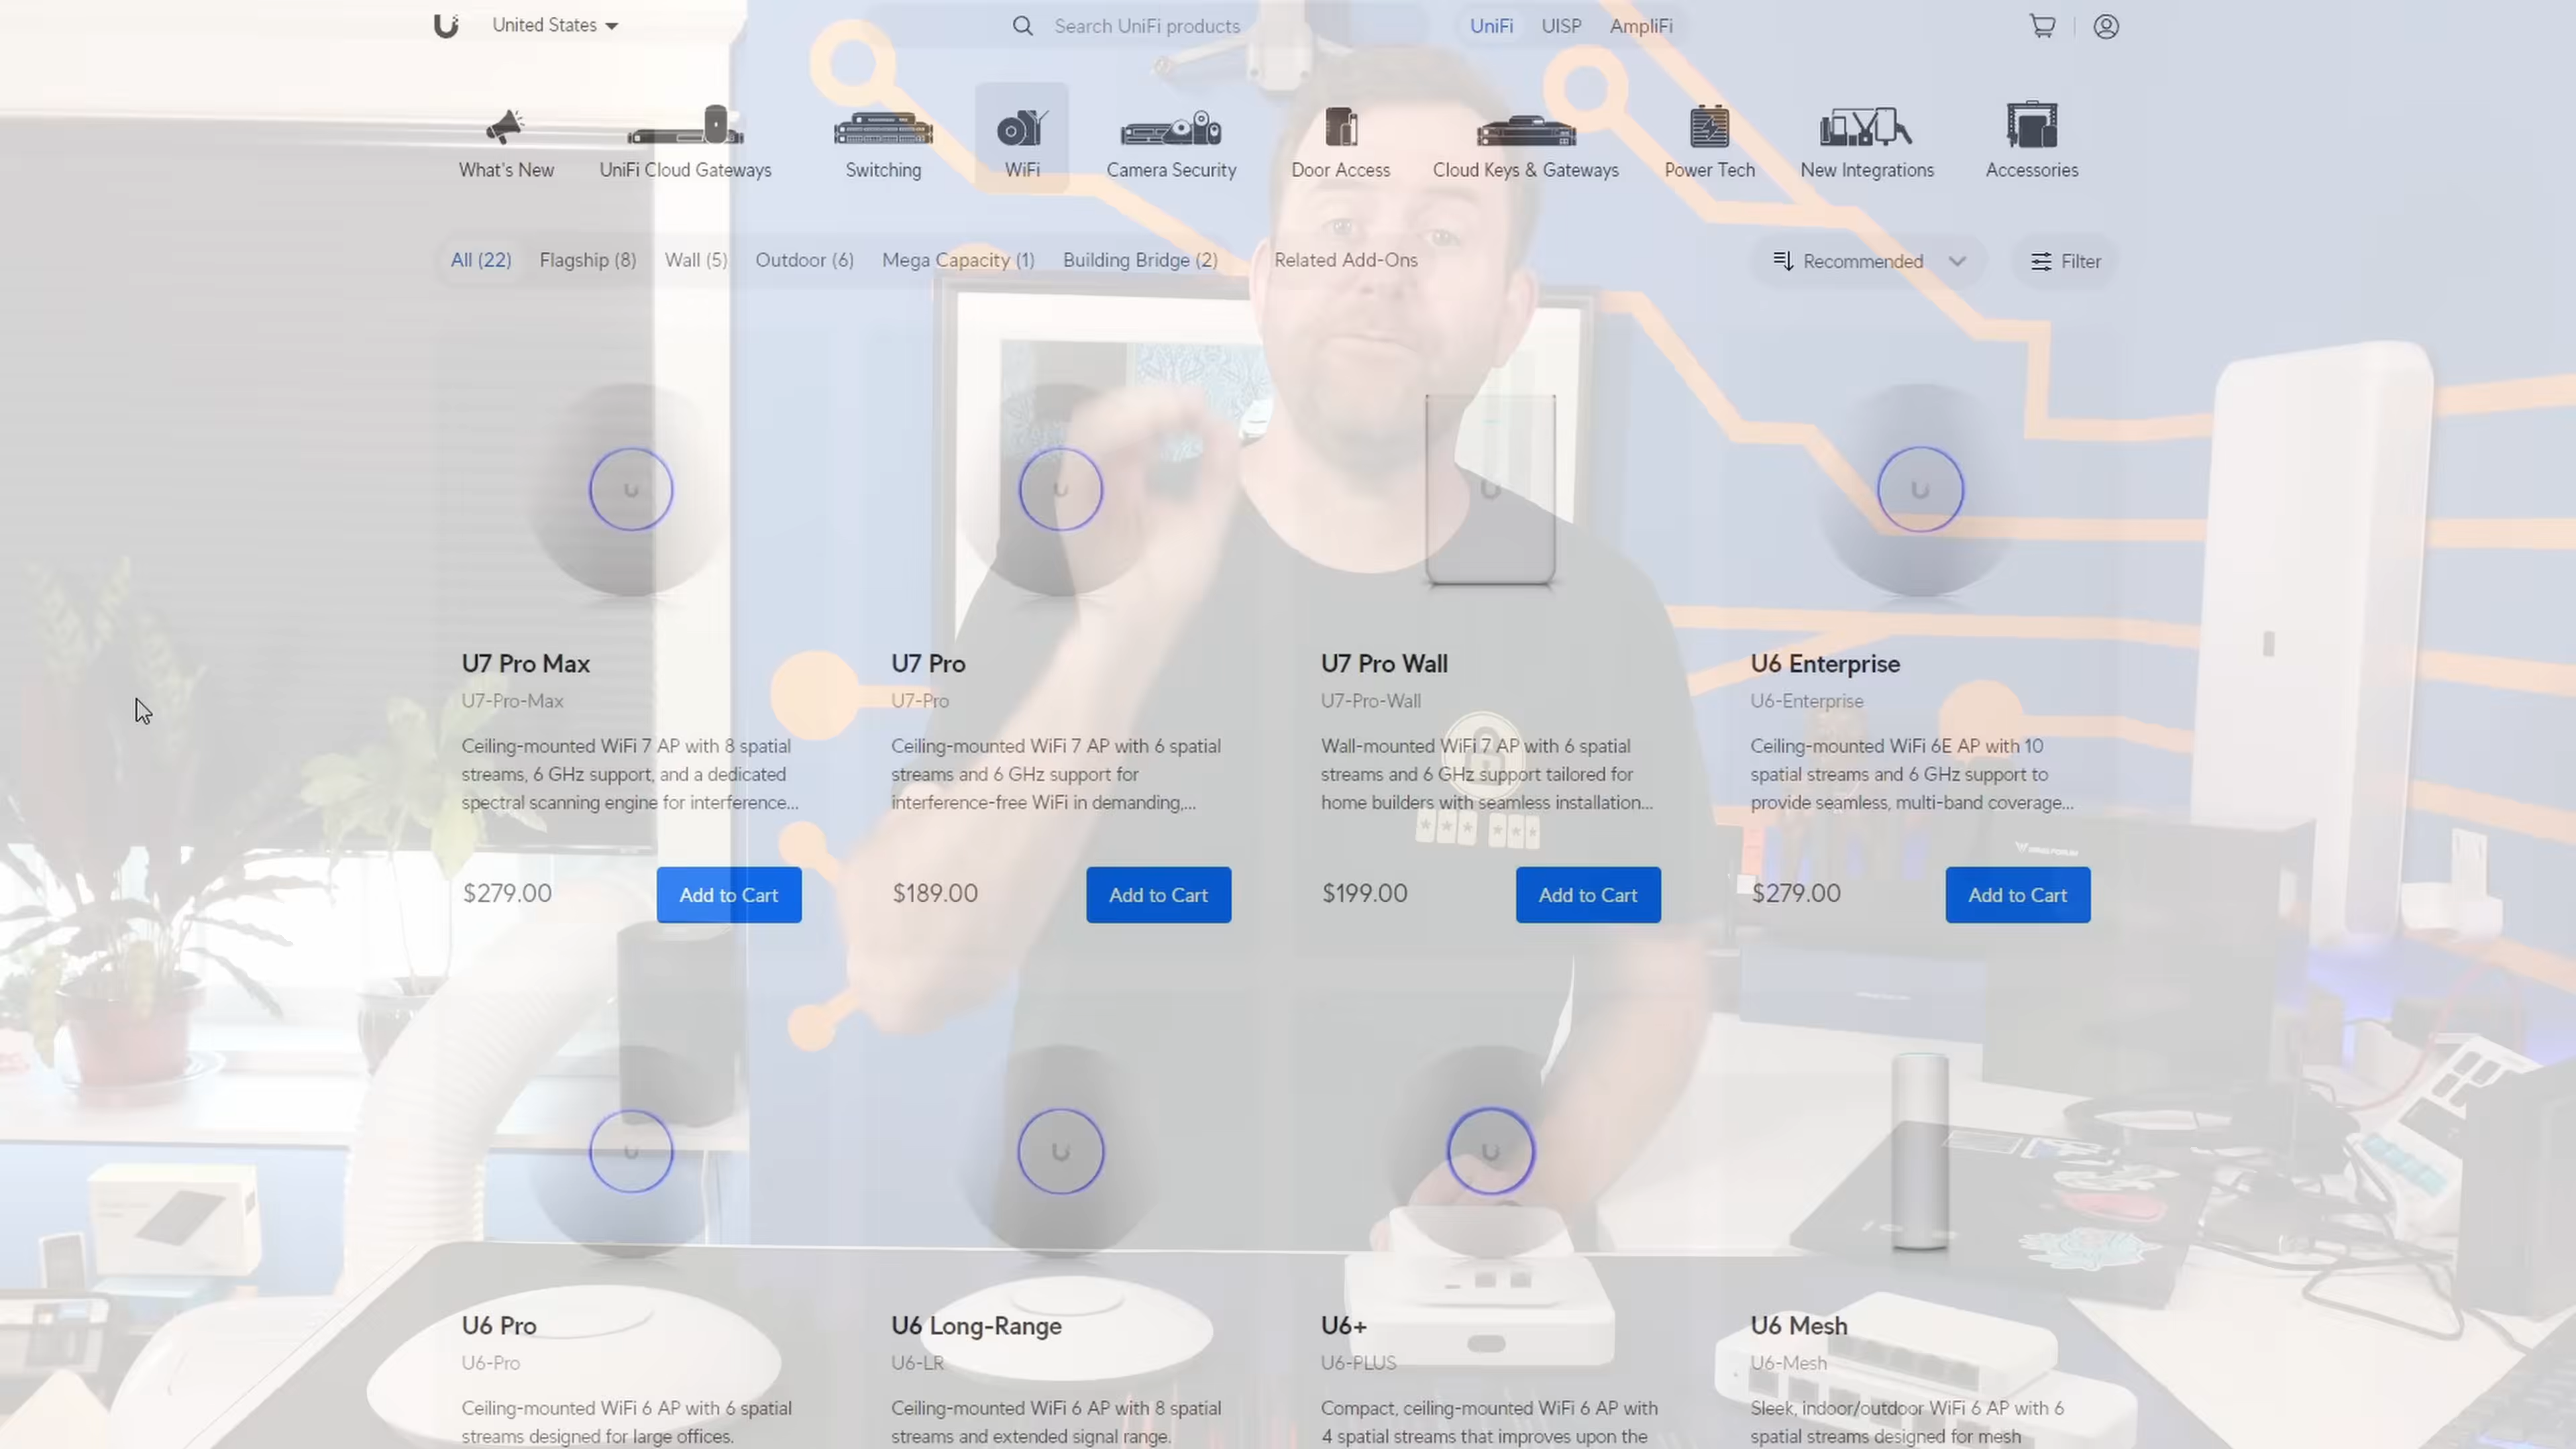 United States
Search UniFi products
UniFi UISP AmpliFi
What's New
UniFi Cloud Gateways
Switching
WiFi
Camera Security
Door Access
Cloud Keys & Gateways
Power Tech
New Integrations
Accessories
All (22) Flagship (8) Wall (5) Outdoor (6) Mega Capacity (1) Building Bridge (2) Related Add-Ons
Recommended
Filter
U7 Pro Max
U7-Pro-Max
Ceiling-mounted WiFi 7 AP with 8 spatial
streams, 6 GHz support, and a dedicated
spectral scanning engine for interference...
$279.00
Add to Cart
U7 Pro
U7-Pro
Ceiling-mounted WiFi 7 AP with 6 spatial
streams and 6 GHz support for
interference-free WiFi in demanding,...
$189.00
Add to Cart
U7 Pro Wall
U7-Pro-Wall
Wall-mounted WiFi 7 AP with 6 spatial
streams and 6 GHz support tailored for
home builders with seamless installation...
$199.00
Add to Cart
U6 Enterprise
U6-Enterprise
Ceiling-mounted WiFi 6E AP with 10
spatial streams and 6 GHz support to
provide seamless, multi-band coverage...
$279.00
Add to Cart
U6 Pro
U6-Pro
Ceiling-mounted WiFi 6 AP with 6 spatial
streams designed for large offices.
U6 Long-Range
U6-LR
Ceiling-mounted WiFi 6 AP with 8 spatial
streams and extended signal range.
U6+
U6-PLUS
Compact, ceiling-mounted WiFi 6 AP with
4 spatial streams that improves upon the
U6 Mesh
U6-Mesh
Sleek, indoor/outdoor WiFi 6 AP with 6
spatial streams designed for mesh